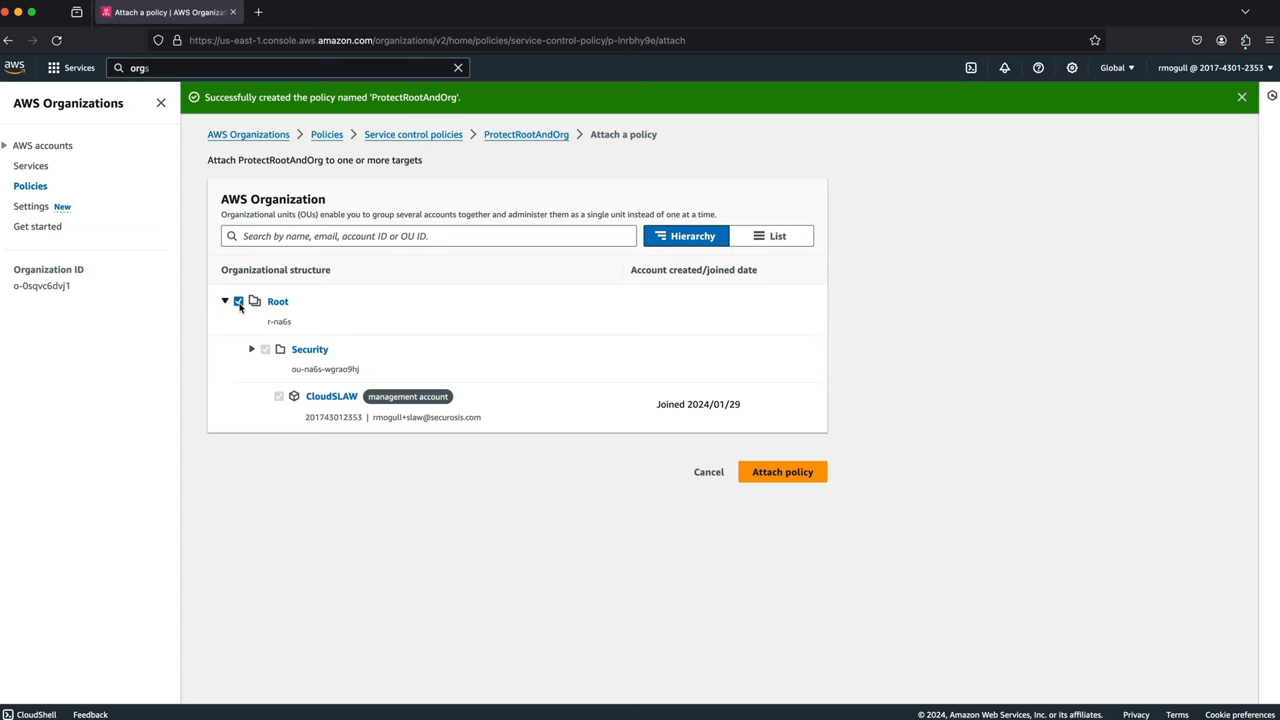 Attach a policy | AWS Organizat
https://us-east-1.console.aws.amazon.com/organizations/v2/home/policies/service-control-policy/p-lnrbhy9e/attach
aws
Services
orgs
Global
rmogull @ 2017-4301-2353
AWS Organizations
AWS accounts
Services
Policies
Settings New
Get started
Organization ID
o-0sqvc6dvj1
Successfully created the policy named 'ProtectRootAndOrg'.
AWS Organizations > Policies > Service control policies > ProtectRootAndOrg > Attach a policy
Attach ProtectRootAndOrg to one or more targets
AWS Organization
Organizational units (OUs) enable you to group several accounts together and administer them as a single unit instead of one at a time.
Search by name, email, account ID or OU ID.
Hierarchy
List
Organizational structure
Account created/joined date
Root
r-na6s
Security
ou-na6s-wgrao9hj
CloudSLAW management account
Joined 2024/01/29
201743012353 | rmogull+slaw@securosis.com
Cancel
Attach policy
CloudShell
Feedback
© 2024, Amazon Web Services, Inc. or its affiliates.
Privacy
Terms
Cookie preferences